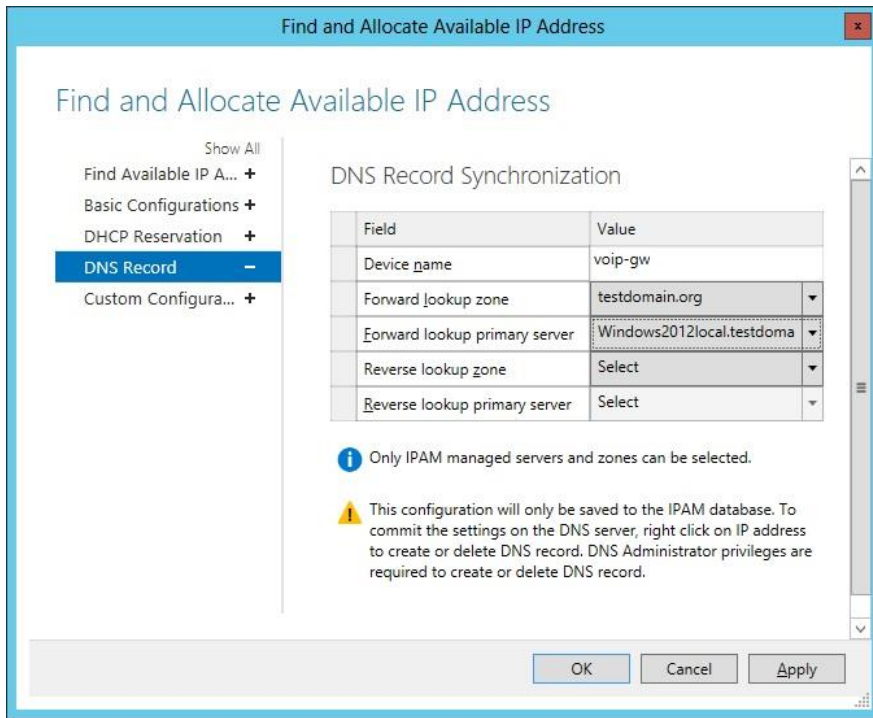 Find and Allocate Available IP Address
x
Find and Allocate Available IP Address
Show All
Find Available IP A... +
Basic Configurations +
DHCP Reservation +
DNS Record –
Custom Configura... +
DNS Record Synchronization
Field Value
Device name voip-gw
Forward lookup zone testdomain.org
Forward lookup primary server Windows2012local.testdoma
Reverse lookup zone Select
Reverse lookup primary server Select
Only IPAM managed servers and zones can be selected.
This configuration will only be saved to the IPAM database. To
commit the settings on the DNS server, right click on IP address
to create or delete DNS record. DNS Administrator privileges are
required to create or delete DNS record.
OK Cancel Apply